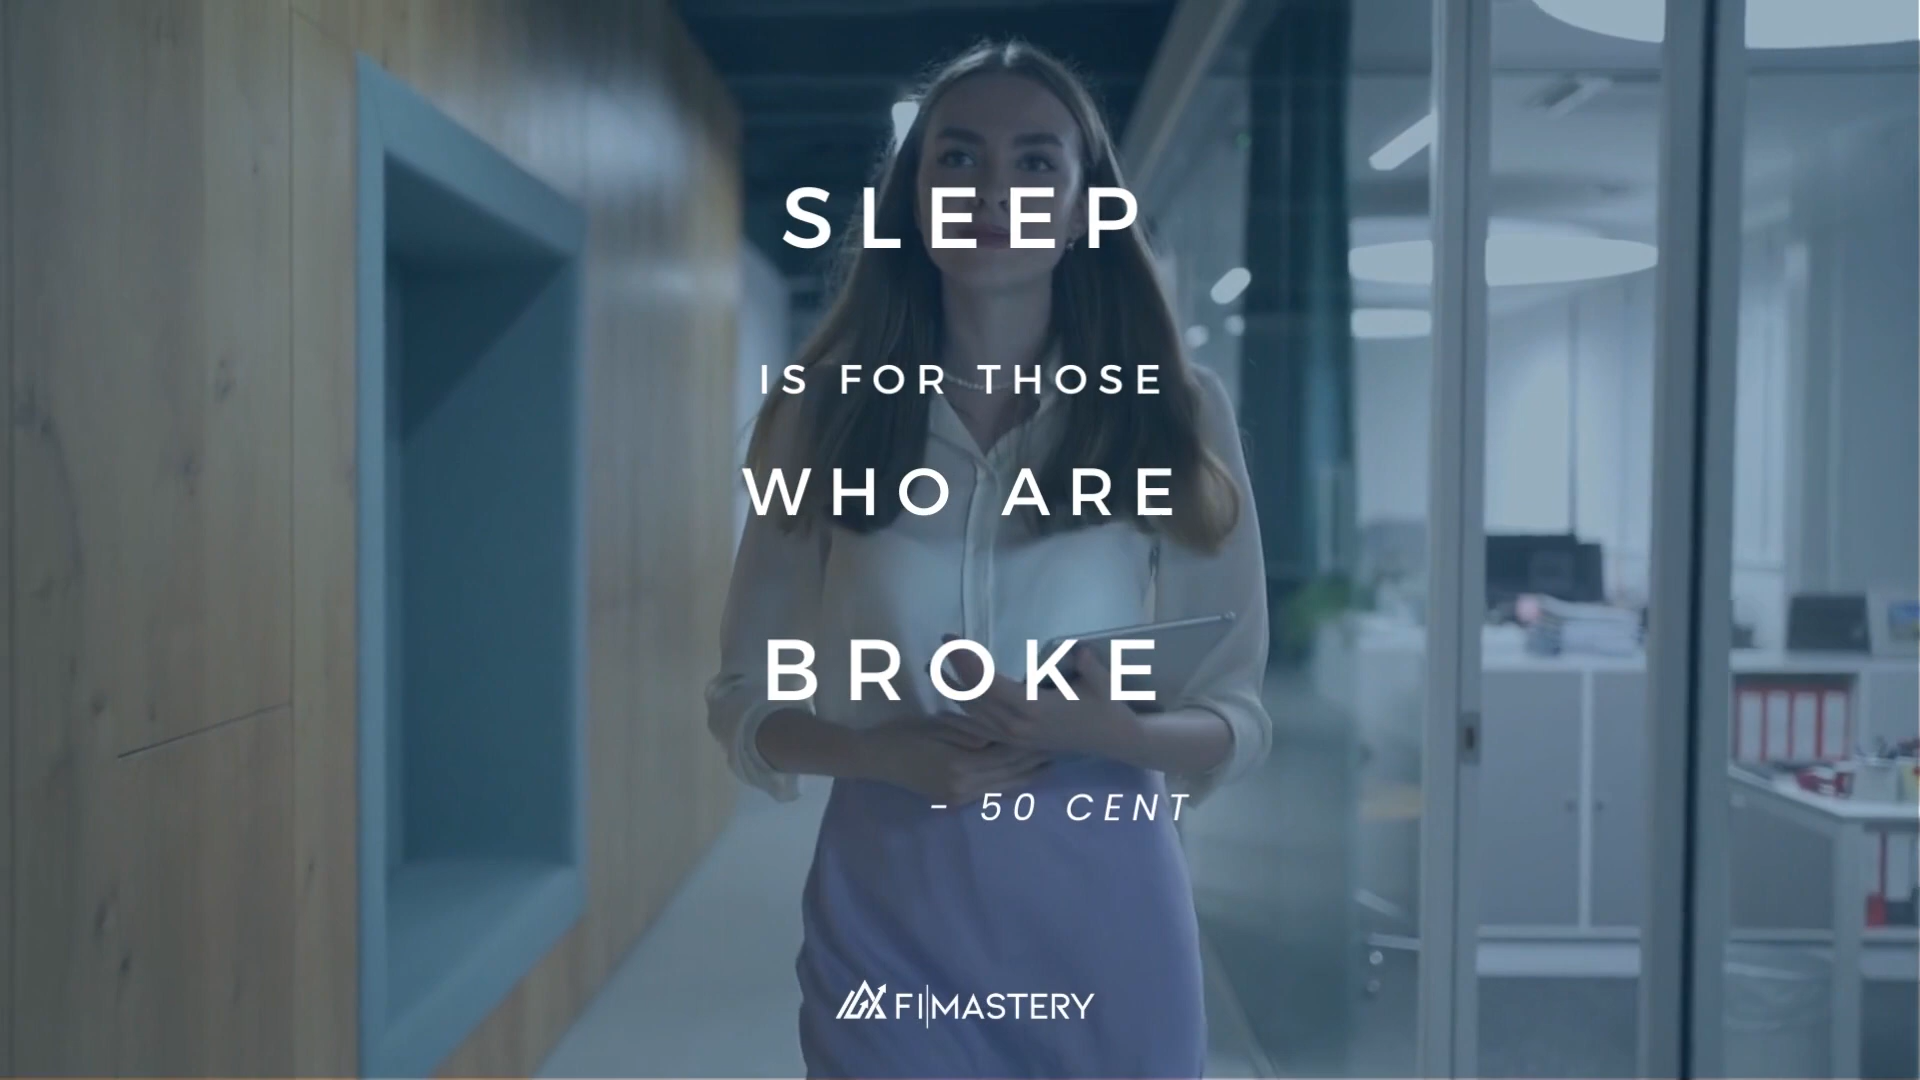 SLEEP
IS FOR THOSE
WHO ARE
BROKE
- 50 CENT
FI|MASTERY